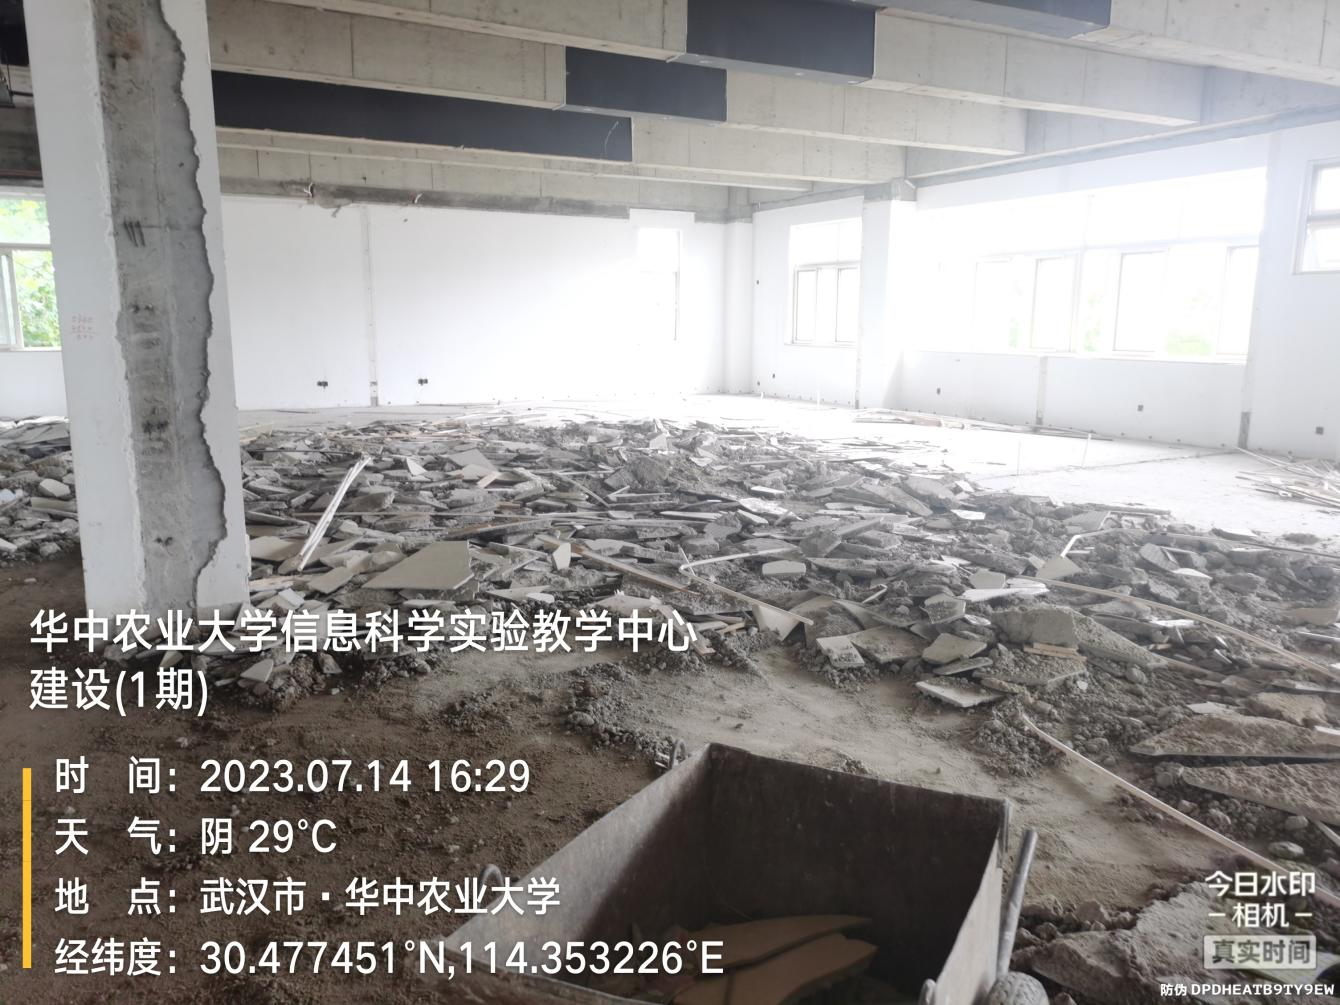 华中农业大学信息科学实验教学中心
建设(1期)
时 间：2023.07.14 16:29
天 气：阴 29°C
地 点：武汉市·华中农业大学
经纬度：30.477451°N,114.353226°E
今日水印
相机
真实时间
防伪 DPDHEATB9TY9EW